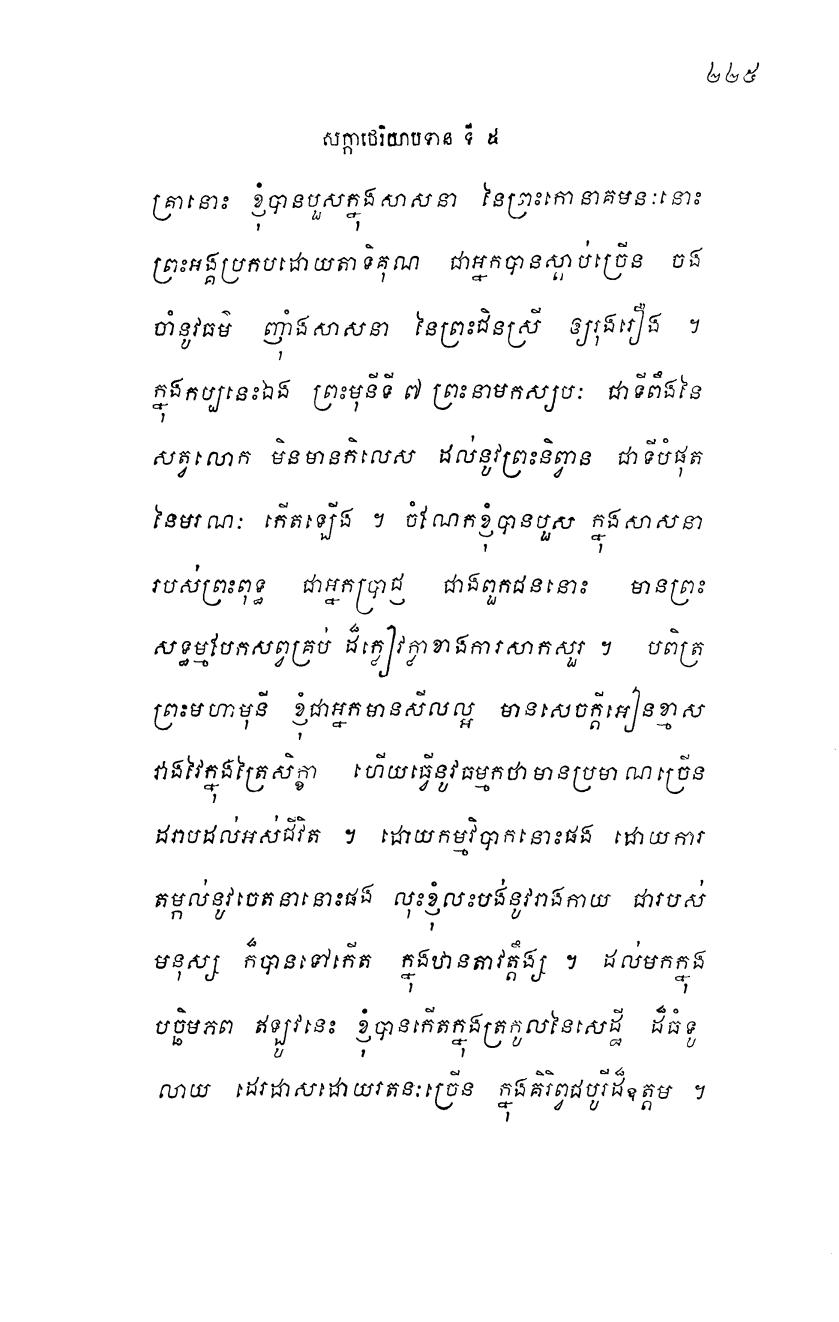 ២២៥
សក្កាថេរិយាបទាន ទី ៥
គ្រានោះ ខ្ញុំបានបួសក្នុងសាសនា នៃព្រះកោនាគមនៈនោះ
ព្រះអង្គប្រកបដោយតាទិគុណ ជាអ្នកបានស្តាប់ច្រើន ចង
ចាំនូវធម៌ ញ៉ាំងសាសនា នៃព្រះជិនស្រី ឲ្យរុងរឿង ។
ក្នុងកប្បនេះឯង ព្រះមុនីទី ៧ ព្រះនាមកស្សបៈ ជាទីពឹងនៃ
សត្វលោក មិនមានកិលេស ដល់នូវព្រះនិព្វាន ជាទីបំផុត
នៃមរណៈ កើតឡើង ។ ចំណែកខ្ញុំបានបួស ក្នុងសាសនា
របស់ព្រះពុទ្ធ ជាអ្នកប្រាជ្ញ ជាងពួកជននោះ មានព្រះ
សទ្ធម្មបែកសព្វគ្រប់ ដ៏ក្លៀវក្លាខាងការសាកសួរ ។ បពិត្រ
ព្រះមហាមុនី ខ្ញុំជាអ្នកមានសីលល្អ មានសេចក្តីអៀនខ្មាស
វាងវៃក្នុងត្រៃសិក្ខា ហើយធ្វើនូវធម្មកថាមានប្រមាណច្រើន
ដរាបដល់អស់ជីវិត ។ ដោយកម្មវិបាកនោះផង ដោយការ
តម្កល់នូវចេតនានោះផង លុះខ្ញុំលះបង់នូវរាងកាយ ជារបស់
មនុស្ស ក៏បានទៅកើត ក្នុងឋានតាវត្តឹង្ស ។ ដល់មកក្នុង
បច្ឆិមភព ឥឡូវនេះ ខ្ញុំបានកើតក្នុងត្រកូលនៃសេដ្ឋី ដ៏ធំទូ
លាយ ដេរដាសដោយរតនៈច្រើន ក្នុងគិរិព្វជបូរីដ៏ឧត្តម ។